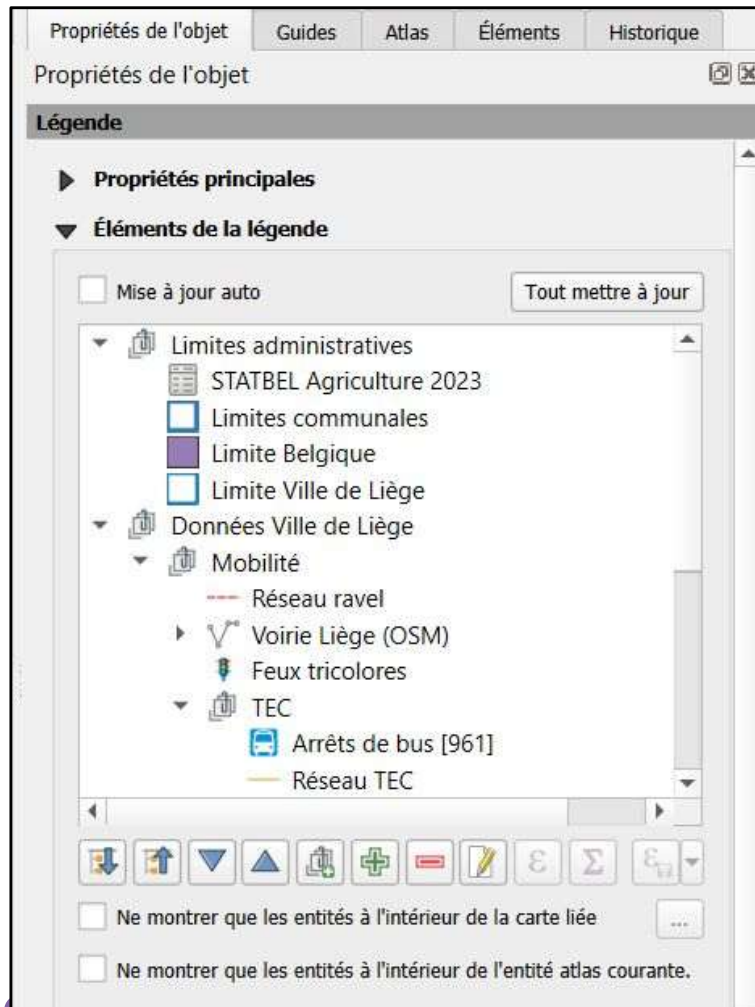 Propriétés de l'objet Guides Atlas Éléments Historique
Propriétés de l'objet
Légende
Propriétés principales
Éléments de la légende
Mise à jour auto Tout mettre à jour
Limites administratives
STATBEL Agriculture 2023
Limites communales
Limite Belgique
Limite Ville de Liège
Données Ville de Liège
Mobilité
Réseau ravel
Voirie Liège (OSM)
Feux tricolores
TEC
Arrêts de bus [961]
Réseau TEC
ε Σ ε
Ne montrer que les entités à l'intérieur de la carte liée ...
Ne montrer que les entités à l'intérieur de l'entité atlas courante.